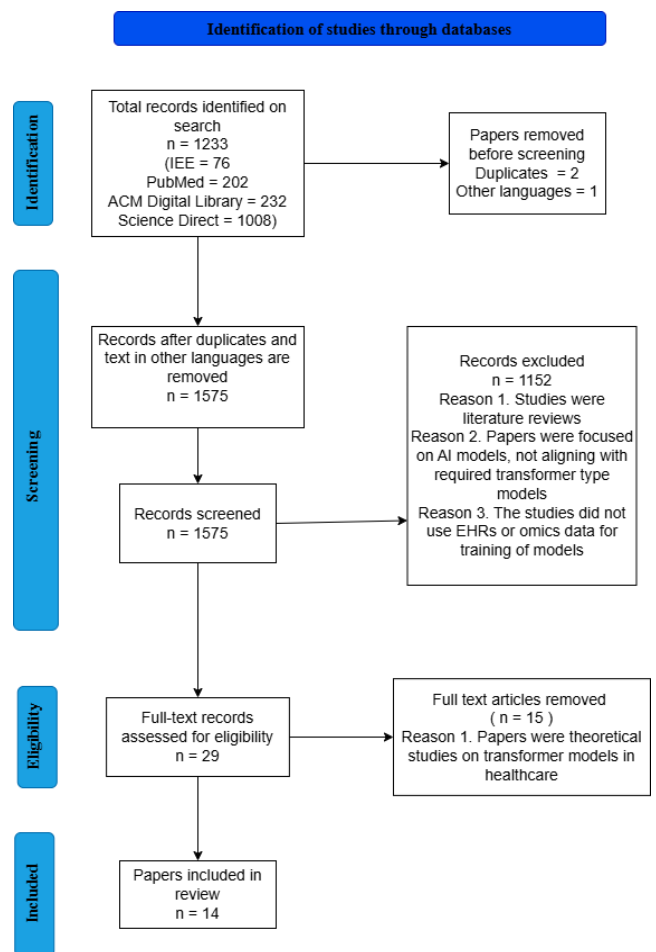 Identification of studies through databases
Identification
Total records identified on
search
n = 1233
(IEE = 76
PubMed = 202
ACM Digital Library = 232
Science Direct = 1008)
Papers removed
before screening
Duplicates = 2
Other languages = 1
Screening
Records after duplicates and
text in other languages are
removed
n = 1575
Records screened
n = 1575
Records excluded
n = 1152
Reason 1. Studies were
literature reviews
Reason 2. Papers were focused
on AI models, not aligning with
required transformer type
models
Reason 3. The studies did not
use EHRs or omics data for
training of models
Eligibility
Full-text records
assessed for eligibility
n = 29
Full text articles removed
( n = 15 )
Reason 1. Papers were theoretical
studies on transformer models in
healthcare
Included
Papers included in
review
n = 14